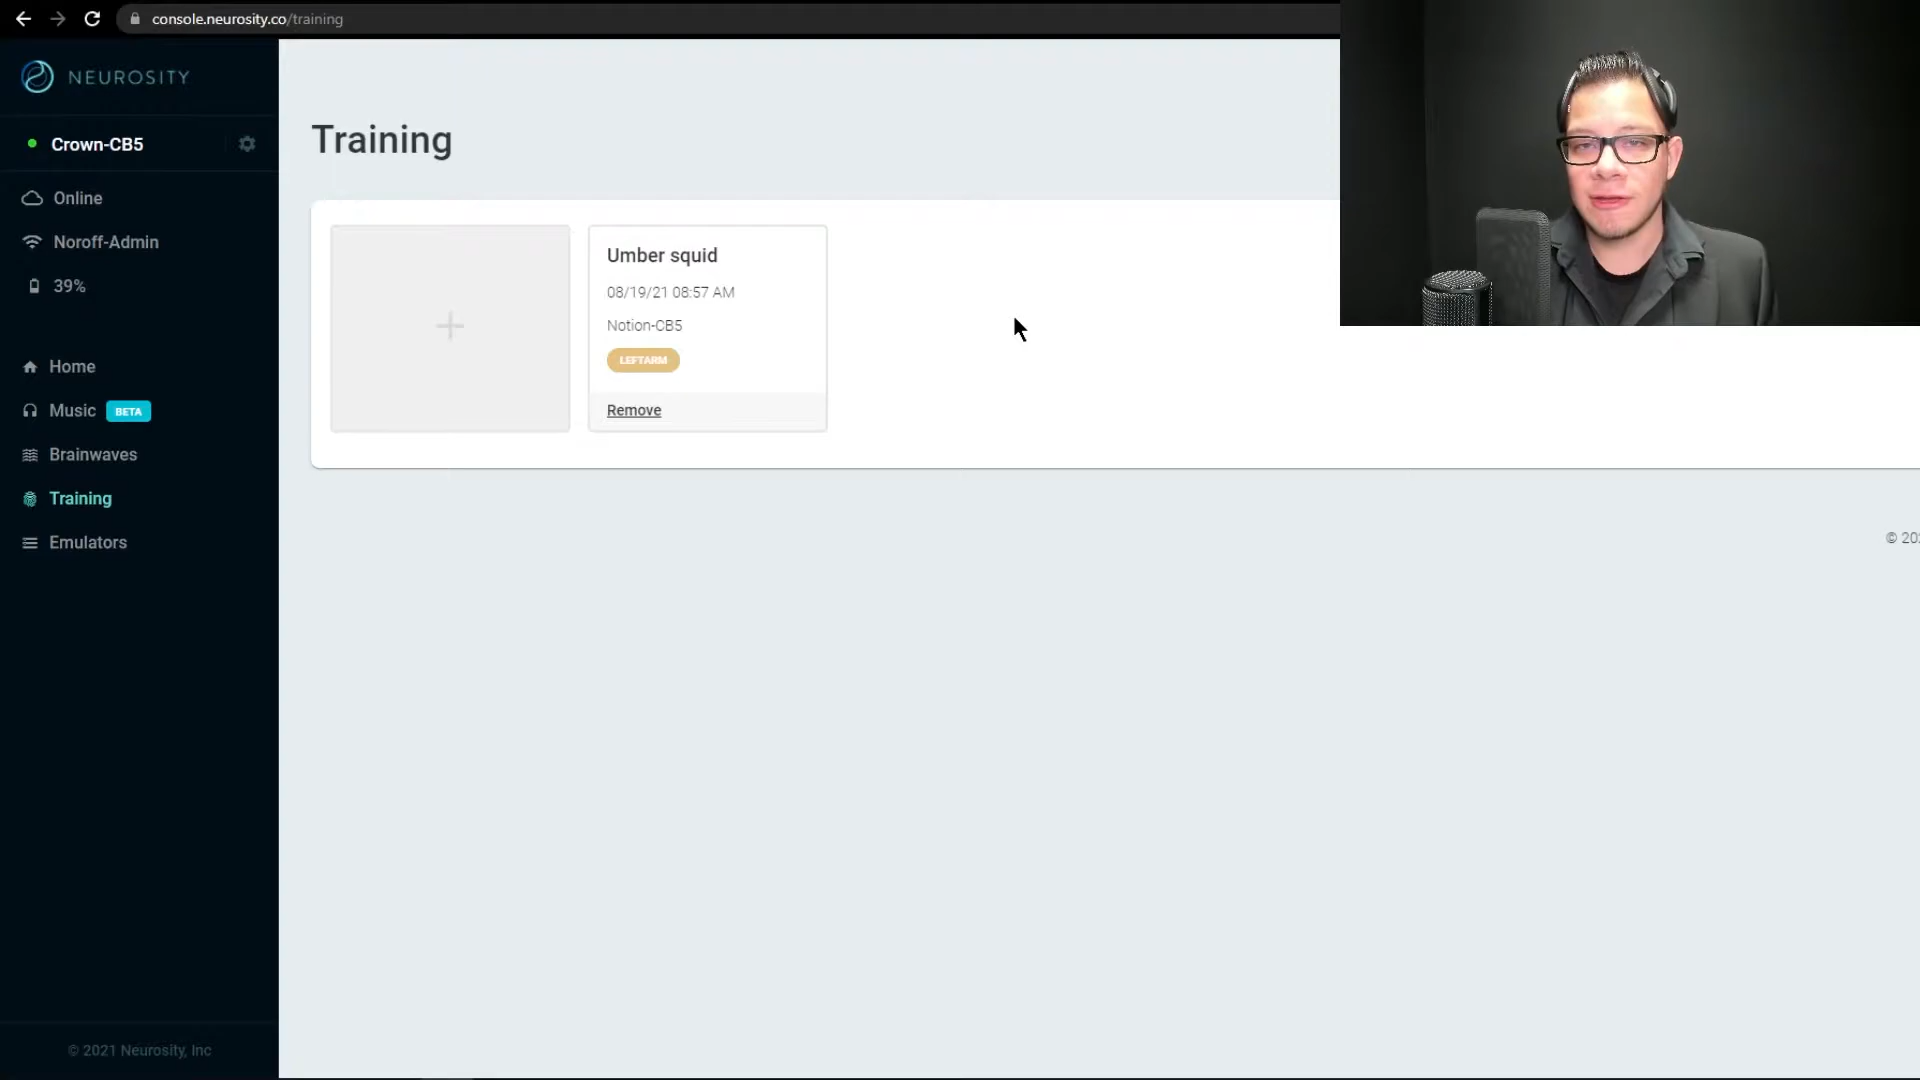 console.neurosity.co/training
NEUROSITY
Crown-CB5
Online
Noroff-Admin
39%
Home
Music BETA
Brainwaves
Training
Emulators
© 2021 Neurosity, Inc
Training
Umber squid
08/19/21 08:57 AM
Notion-CB5
LEFTARM
Remove
© 20